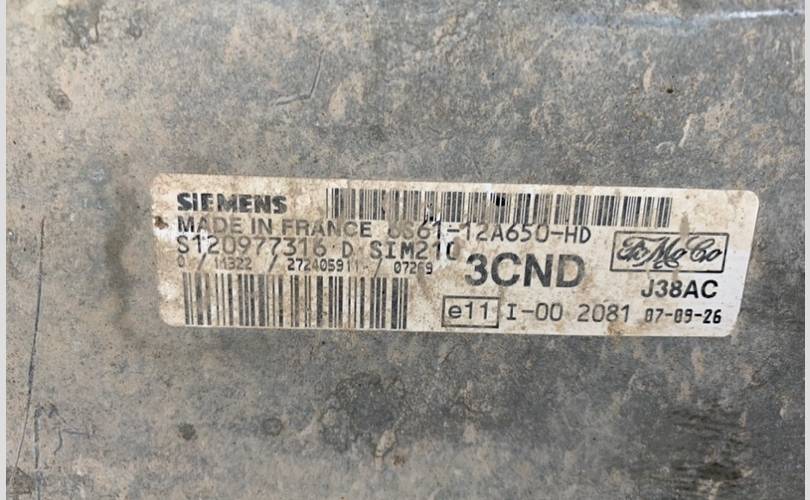 SIEMENS
MADE IN FRANCE 6S61-12A650-HD
S120977316 D SIM210
0 / 11322 / 272405911- / 07269
3CND
FoMoCo
J38AC
e11 I-00 2081 07-09-26